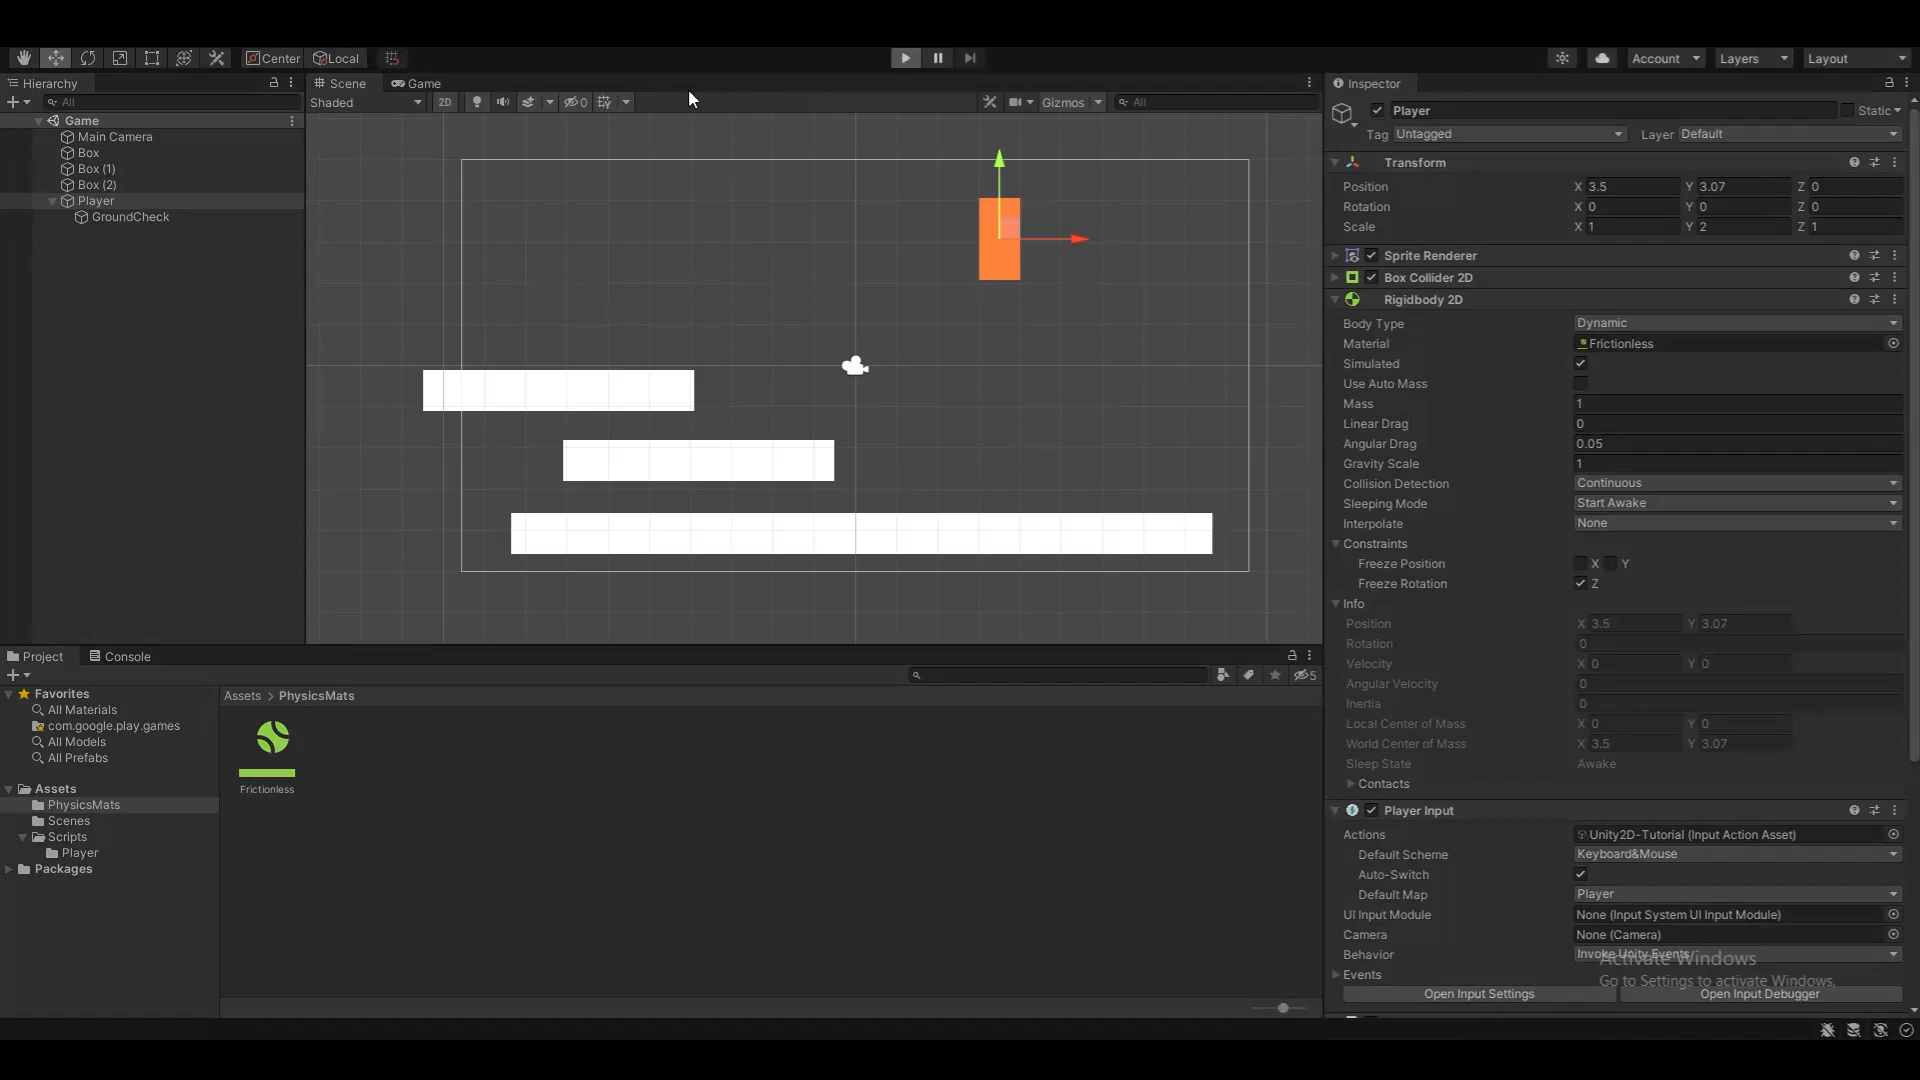 Center Local Account Layers Layout
Hierarchy Scene Game Inspector
All Shaded 2D 0 Gizmos All Player Static
Game
Main Camera Tag Untagged Layer Default
Box
Box (1) Transform
Box (2) Position X 3.5 Y 3.07 Z 0
Player Rotation X 0 Y 0 Z 0
GroundCheck Scale X 1 Y 2 Z 1
Sprite Renderer
Box Collider 2D
Rigidbody 2D
Body Type Dynamic
Material Frictionless
Simulated
Use Auto Mass
Mass 1
Linear Drag 0
Angular Drag 0.05
Gravity Scale 1
Collision Detection Continuous
Sleeping Mode Start Awake
Interpolate None
Constraints
Freeze Position X Y
Freeze Rotation Z
Info
Position X 3.5 Y 3.07
Rotation 0
Velocity X 0 Y 0
Angular Velocity 0
Inertia 0
Local Center of Mass X 0 Y 0
World Center of Mass X 3.5 Y 3.07
Sleep State Awake
Contacts
Project Console
5
Favorites Assets > PhysicsMats
All Materials
com.google.play.games
All Models
All Prefabs
Frictionless
Assets
PhysicsMats
Scenes
Scripts
Player
Packages
Player Input
Actions Unity2D-Tutorial (Input Action Asset)
Default Scheme Keyboard&Mouse
Auto-Switch
Default Map Player
UI Input Module None (Input System UI Input Module)
Camera None (Camera)
Behavior Invoke Unity Events
Activate Windows
Events
Go to Settings to activate Windows.
Open Input Settings Open Input Debugger